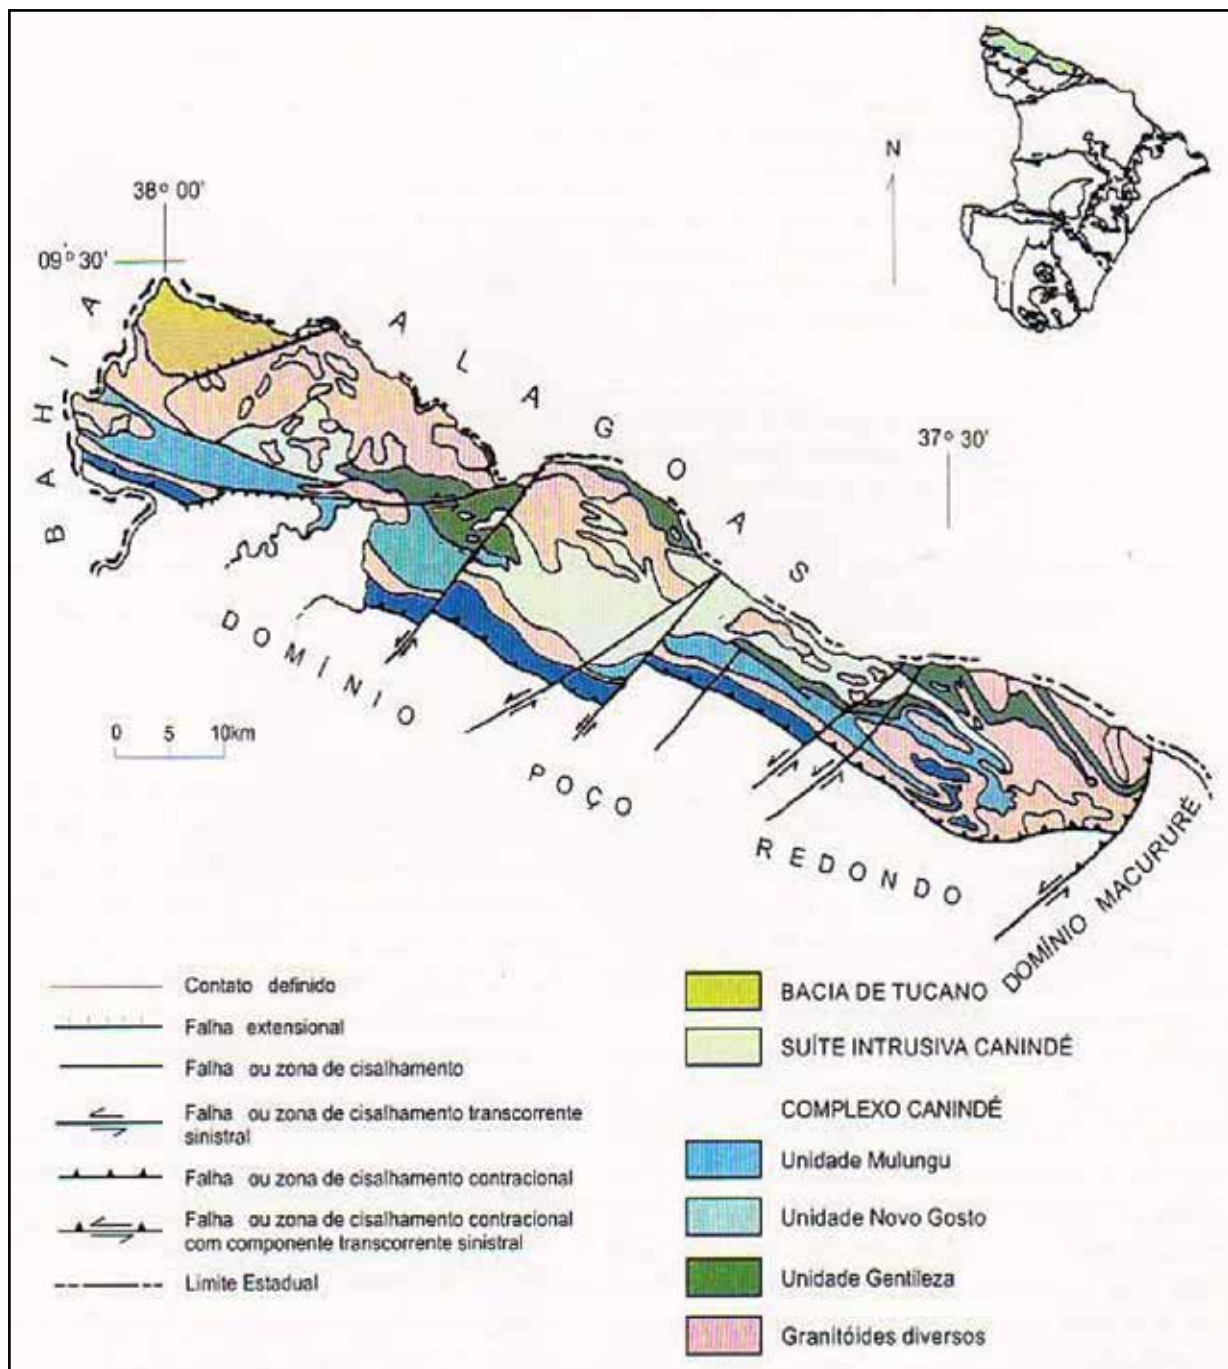 N
38° 00'
09° 30'
BAHIA
ALAGOAS
37° 30'
DOMÍNIO
POÇO
REDONDO
DOMÍNIO MACURURÉ
0 5 10km
Contato definido
Falha extensional
Falha ou zona de cisalhamento
Falha ou zona de cisalhamento transcorrente
sinistral
Falha ou zona de cisalhamento contracional
Falha ou zona de cisalhamento contracional
com componente transcorrente sinistral
Limite Estadual
BACIA DE TUCANO
SUÍTE INTRUSIVA CANINDÉ
COMPLEXO CANINDÉ
Unidade Mulungu
Unidade Novo Gosto
Unidade Gentileza
Granitóides diversos